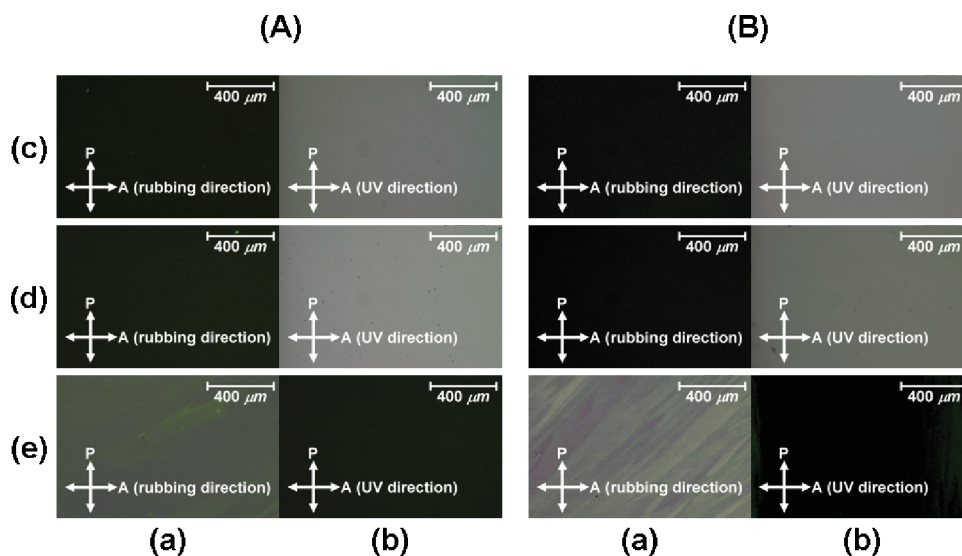 (A) (B)
400 μm 400 μm 400 μm 400 μm
(c)
P P P P
A (rubbing direction) A (UV direction) A (rubbing direction) A (UV direction)
400 μm 400 μm 400 μm 400 μm
(d)
P P P P
A (rubbing direction) A (UV direction) A (rubbing direction) A (UV direction)
400 μm 400 μm 400 μm 400 μm
(e)
P P P P
A (rubbing direction) A (UV direction) A (rubbing direction) A (UV direction)
(a) (b) (a) (b)